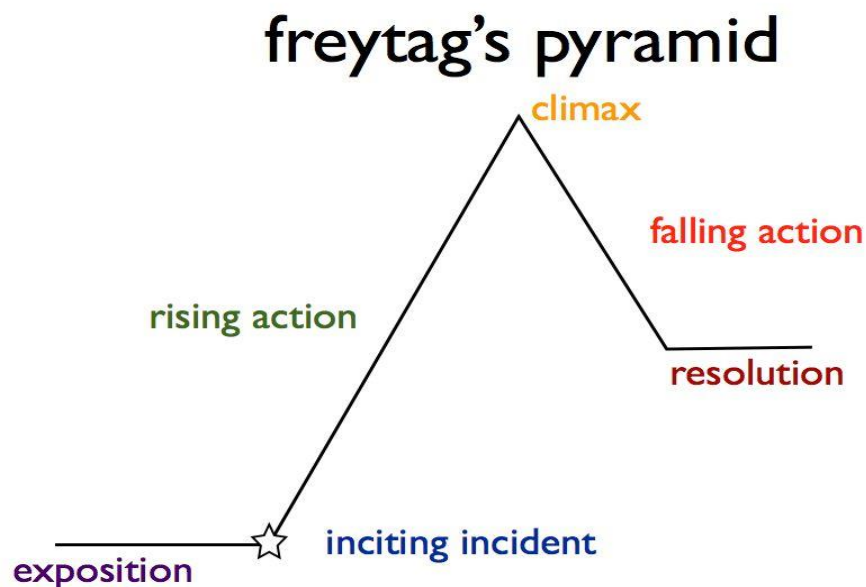 freytag's pyramid
climax
falling action
rising action
resolution
inciting incident
exposition